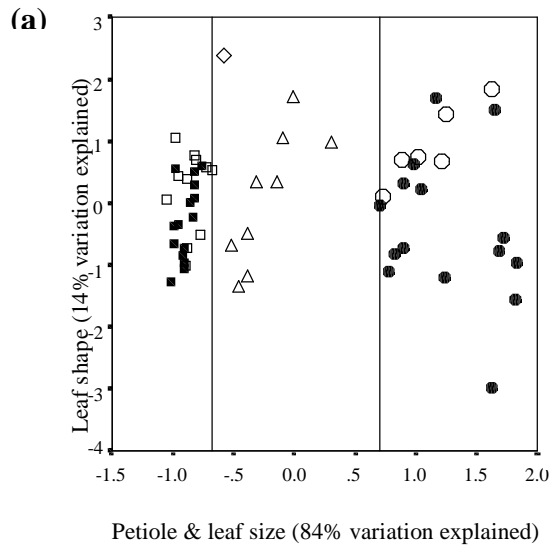 (a)
3
2
1
0
-1
-2
-3
-4
Leaf shape (14% variation explained)
-1.5 -1.0 -.5 0.0 .5 1.0 1.5 2.0
Petiole & leaf size (84% variation explained)